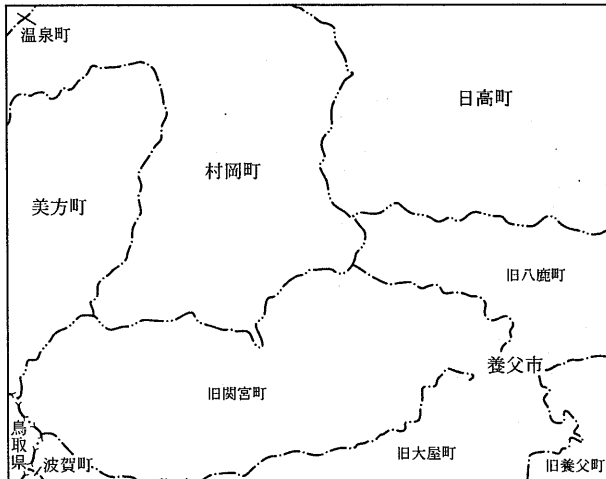 温泉町
日高町
村岡町
美方町
旧八鹿町
養父市
旧関宮町
鳥取県
旧大屋町
波賀町
旧養父町